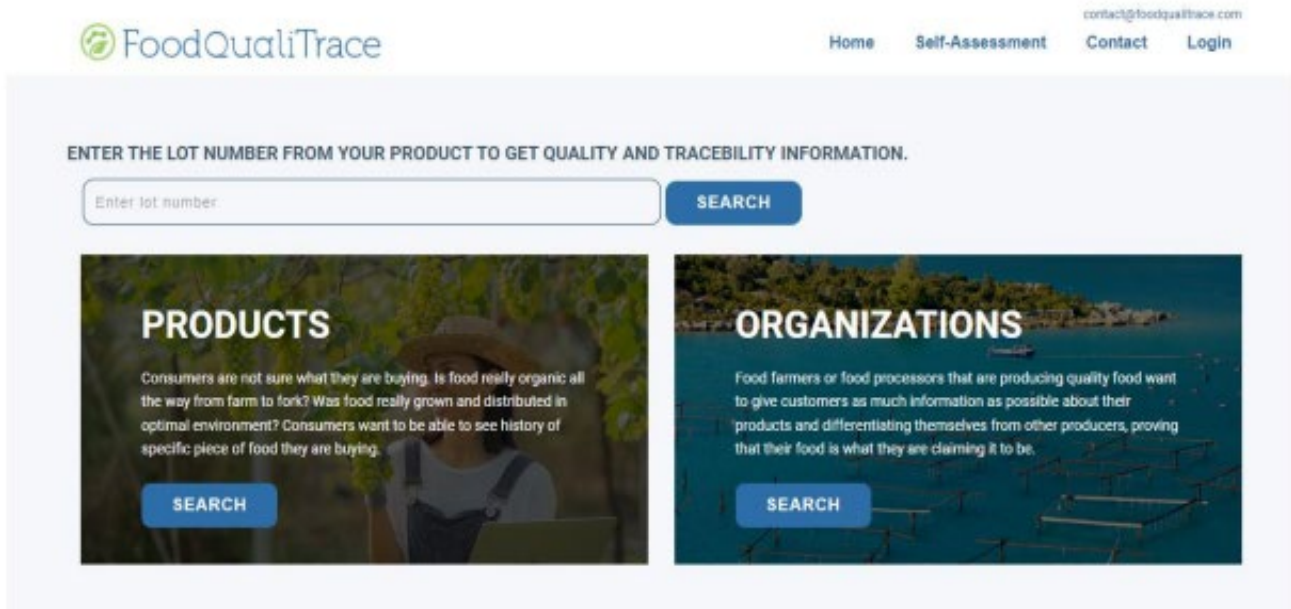 contact@foodqualitrace.com
FoodQualiTrace
Home Self-Assessment Contact Login
ENTER THE LOT NUMBER FROM YOUR PRODUCT TO GET QUALITY AND TRACEBILITY INFORMATION.
Enter lot number
SEARCH
PRODUCTS
Consumers are not sure what they are buying. Is food really organic all
the way from farm to fork? Was food really grown and distributed in
optimal environment? Consumers want to be able to see history of
specific piece of food they are buying.
SEARCH
ORGANIZATIONS
Food farmers or food processors that are producing quality food want
to give customers as much information as possible about their
products and differentiating themselves from other producers, proving
that their food is what they are claiming it to be.
SEARCH